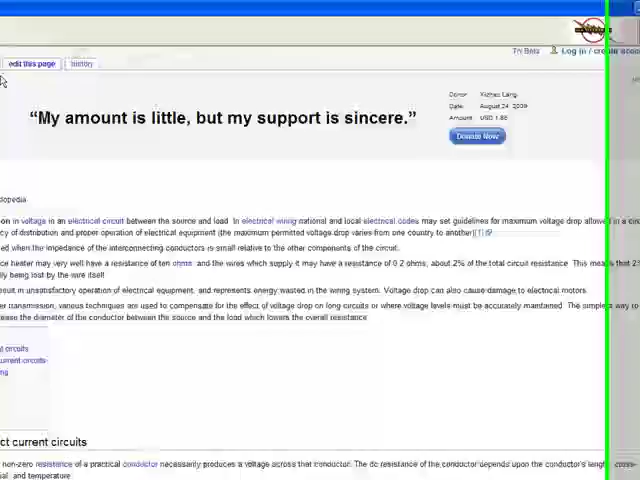 Try Beta Log in / create
edit this page history
Donor: Yizhao Lang
Date: August 24, 2009
Amount: USD 1.88
Donate Now
“My amount is little, but my support is sincere.”
clopedia
on in voltage in an electrical circuit between the source and load. In electrical wiring national and local electrical codes may set guidelines for maximum voltage drop allowed in a
cy of distribution and proper operation of electrical equipment (the maximum permitted voltage drop varies from one country to another)[1]
ed when the impedance of the interconnecting conductors is small relative to the other components of the circuit.
ce heater may very well have a resistance of ten ohms and the wires which supply it may have a resistance of 0.2 ohms, about 2% of the total circuit resistance. This means that
ly being lost by the wire itself
esult in unsatisfactory operation of electrical equipment, and represents energy wasted in the wiring system. Voltage drop can also cause damage to electrical motors.
er transmission, various techniques are used to compensate for the effect of voltage drop on long circuits or where voltage levels must be accurately maintained. The simplest way to
ease the diameter of the conductor between the source and the load which lowers the overall resistance
nt circuits
urrent circuits
ng
ct current circuits
non-zero resistance of a practical conductor necessarily produces a voltage across that conductor. The dc resistance of the conductor depends upon the conductor's length, cross-
ial and temperature